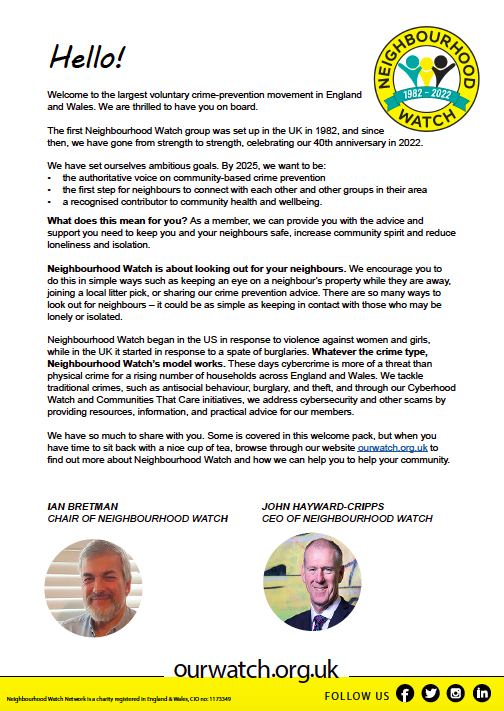 Hello!
NEIGHBOURHOOD
1982 - 2022
WATCH
Welcome to the largest voluntary crime-prevention movement in England
and Wales. We are thrilled to have you on board.
The first Neighbourhood Watch group was set up in the UK in 1982, and since
then, we have gone from strength to strength, celebrating our 40th anniversary in 2022.
We have set ourselves ambitious goals. By 2025, we want to be:
• the authoritative voice on community-based crime prevention
• the first step for neighbours to connect with each other and other groups in their area
• a recognised contributor to community health and wellbeing.
What does this mean for you? As a member, we can provide you with the advice and
support you need to keep you and your neighbours safe, increase community spirit and reduce
loneliness and isolation.
Neighbourhood Watch is about looking out for your neighbours. We encourage you to
do this in simple ways such as keeping an eye on a neighbour's property while they are away,
joining a local litter pick, or sharing our crime prevention advice. There are so many ways to
look out for neighbours – it could be as simple as keeping in contact with those who may be
lonely or isolated.
Neighbourhood Watch began in the US in response to violence against women and girls,
while in the UK it started in response to a spate of burglaries. Whatever the crime type,
Neighbourhood Watch's model works. These days cybercrime is more of a threat than
physical crime for a rising number of households across England and Wales. We tackle
traditional crimes, such as antisocial behaviour, burglary, and theft, and through our Cyberhood
Watch and Communities That Care initiatives, we address cybersecurity and other scams by
providing resources, information, and practical advice for our members.
We have so much to share with you. Some is covered in this welcome pack, but when you
have time to sit back with a nice cup of tea, browse through our website ourwatch.org.uk to
find out more about Neighbourhood Watch and how we can help you to help your community.
IAN BRETMAN
CHAIR OF NEIGHBOURHOOD WATCH
JOHN HAYWARD-CRIPPS
CEO OF NEIGHBOURHOOD WATCH
ourwatch.org.uk
Neighbourhood Watch Network is a charity registered in England & Wales, CIO no: 1173349
FOLLOW US